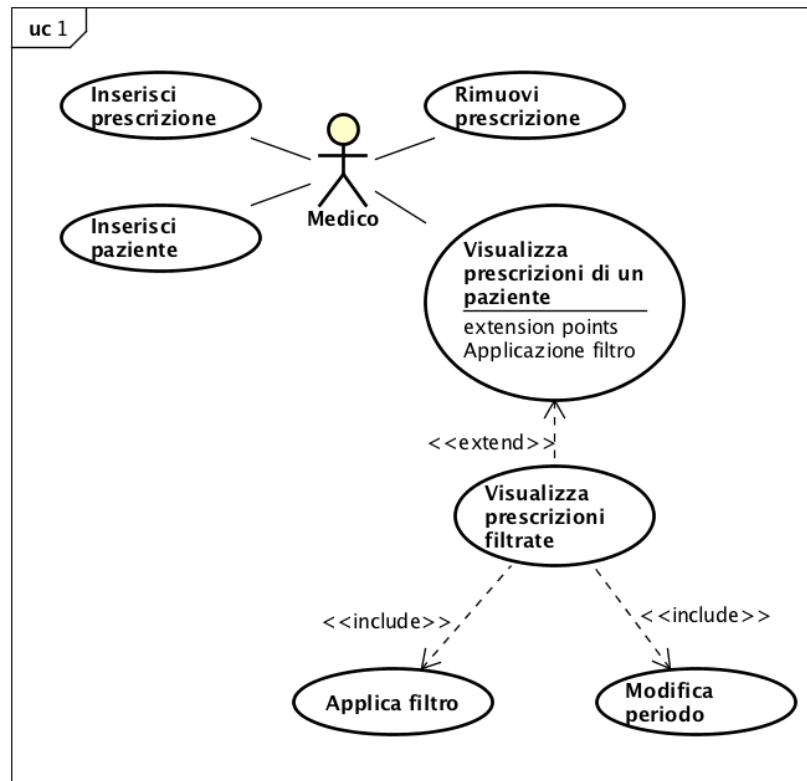 uc 1
Inserisci
prescrizione
Rimuovi
prescrizione
Medico
Inserisci
paziente
Visualizza
prescrizioni di un
paziente
extension points
Applicazione filtro
<<extend>>
Visualizza
prescrizioni
filtrate
<<include>>
<<include>>
Applica filtro
Modifica
periodo